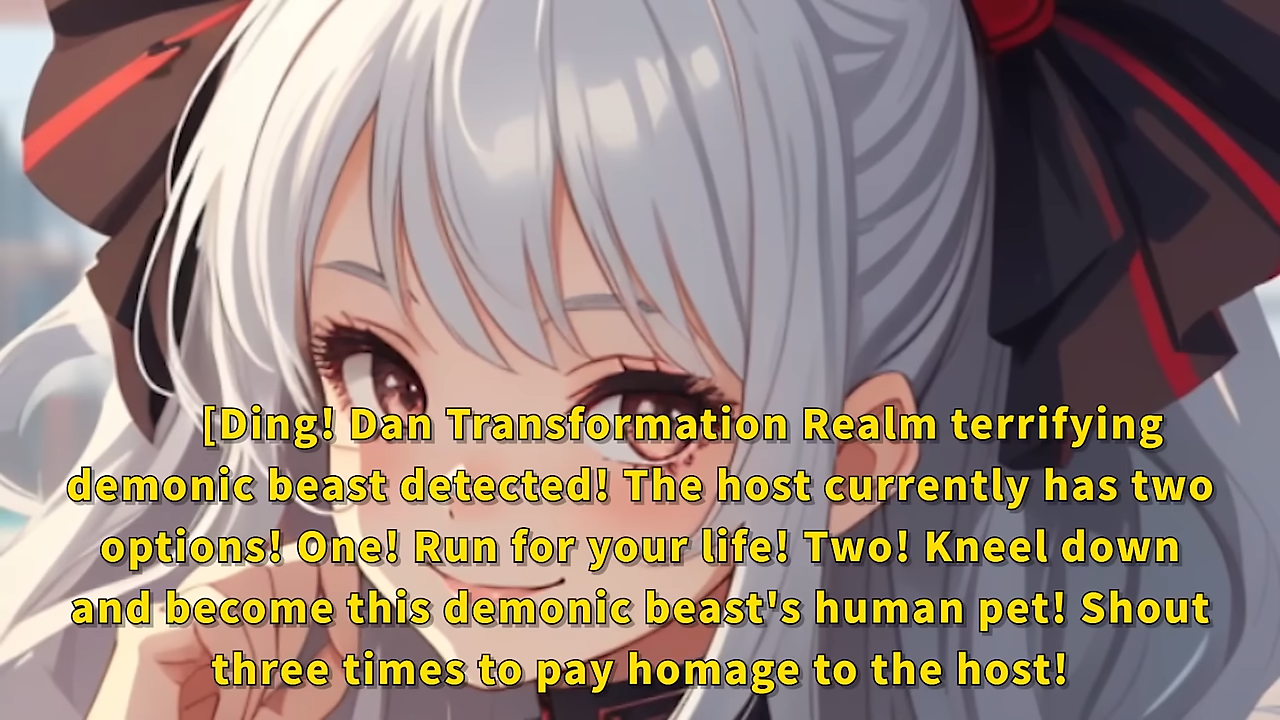 [Ding! Dan Transformation Realm terrifying
demonic beast detected! The host currently has two
options! One! Run for your life! Two! Kneel down
and become this demonic beast's human pet! Shout
three times to pay homage to the host!